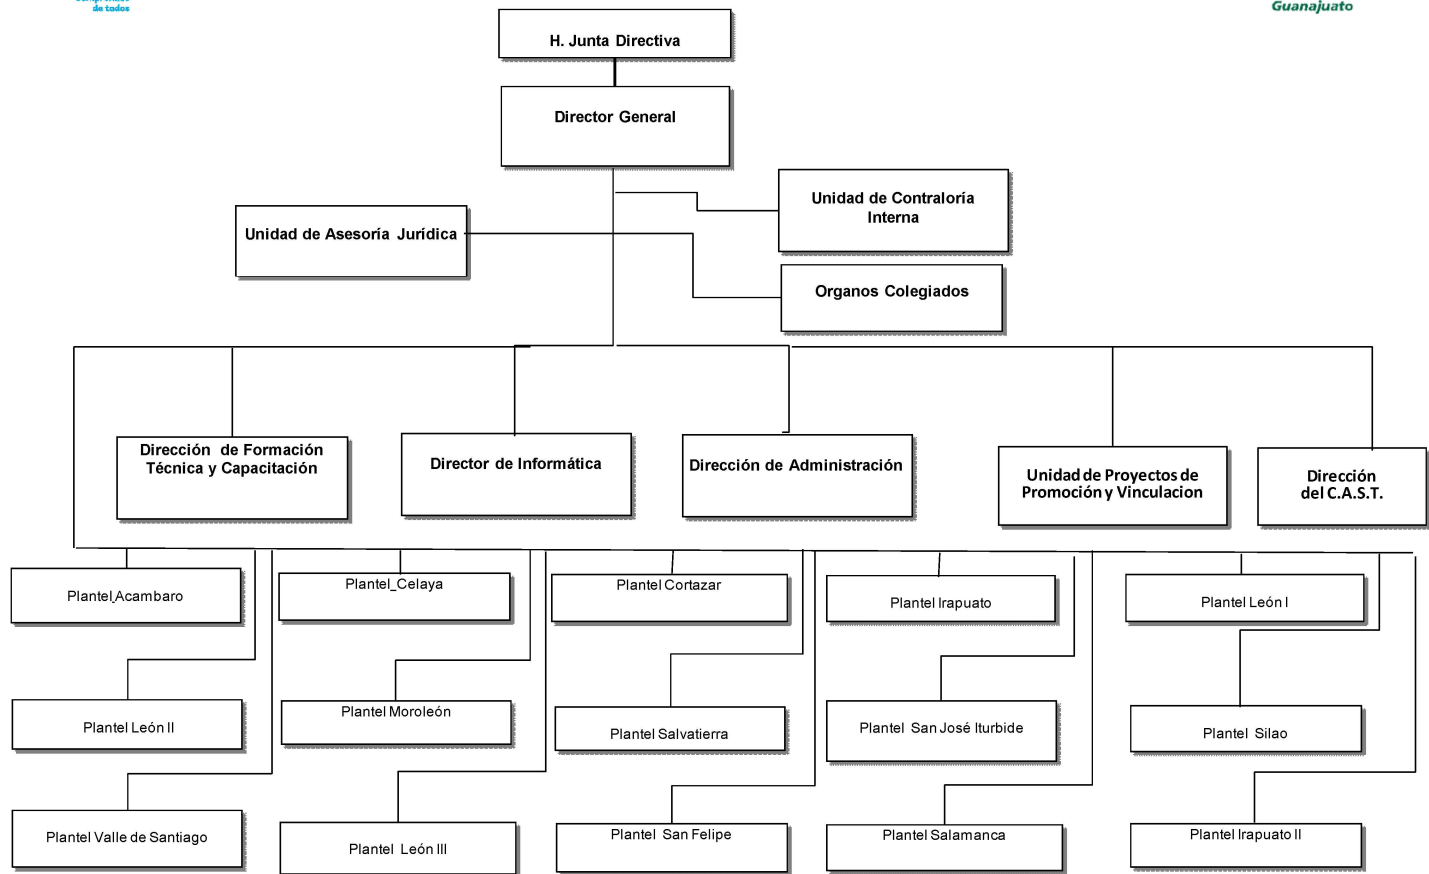 de todos
Guanajuato
H. Junta Directiva
Director General
Unidad de Contraloría
Interna
Unidad de Asesoría Jurídica
Organos Colegiados
Dirección de Formación
Técnica y Capacitación
Director de Informática
Dirección de Administración
Unidad de Proyectos de
Promoción y Vinculacion
Dirección
del C.A.S.T.
Plantel Acambaro
Plantel_Celaya
Plantel Cortazar
Plantel Irapuato
Plantel León I
Plantel León II
Plantel Moroleón
Plantel Salvatierra
Plantel San José Iturbide
Plantel Silao
Plantel Valle de Santiago
Plantel León III
Plantel San Felipe
Plantel Salamanca
Plantel Irapuato II